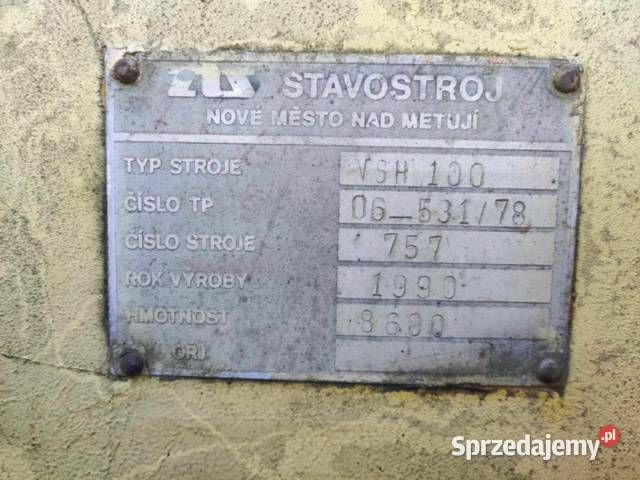 ZTS STAVOSTROJ
NOVÉ MĚSTO NAD METUJÍ
TYP STROJE VSH 100
ČÍSLO TP 06-531/78
ČÍSLO STROJE 757
ROK VÝROBY 1990
HMOTNOST 8600
ORJ.
Sprzedajemy.pl